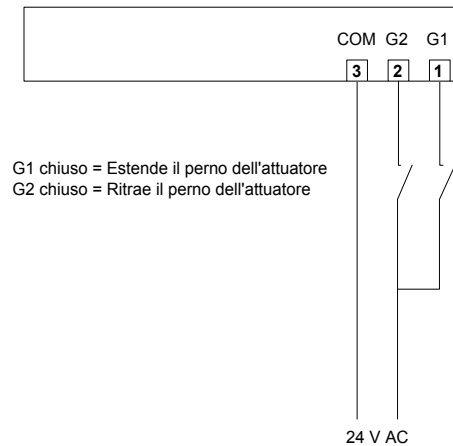 COM G2 G1
3 2 1
G1 chiuso = Estende il perno dell'attuatore
G2 chiuso = Ritrae il perno dell'attuatore
24 V AC